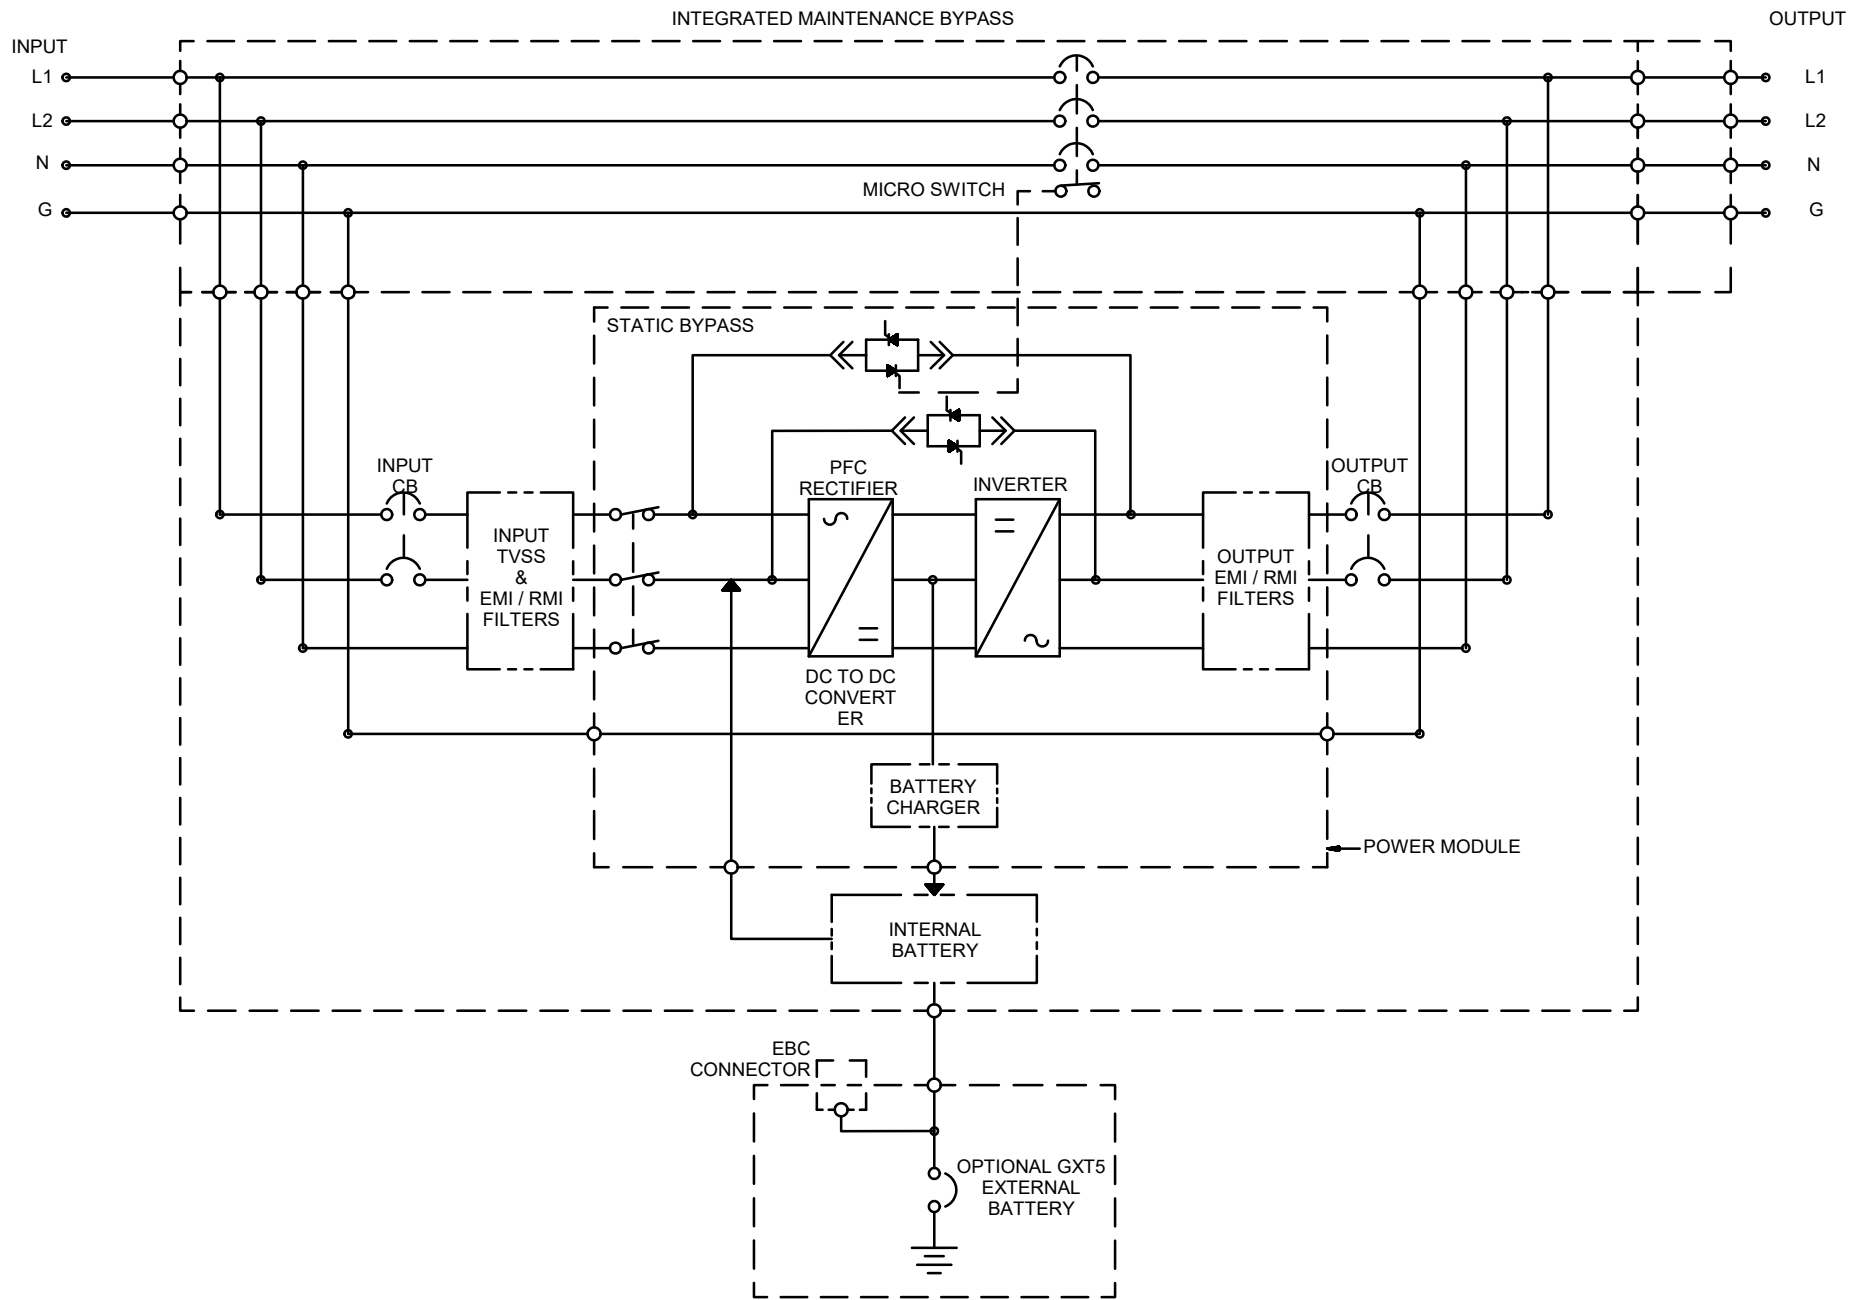 INTEGRATED MAINTENANCE BYPASS
OUTPUT
INPUT
L1
L1
L2
L2
N
N
MICRO SWITCH
G
G
STATIC BYPASS
INPUT
CB
PFC
RECTIFIER
INVERTER
OUTPUT
CB
INPUT
TVSS
&
EMI / RMI
FILTERS
OUTPUT
EMI / RMI
FILTERS
DC TO DC
CONVERT
ER
BATTERY
CHARGER
POWER MODULE
INTERNAL
BATTERY
EBC
CONNECTOR
OPTIONAL GXT5
EXTERNAL
BATTERY